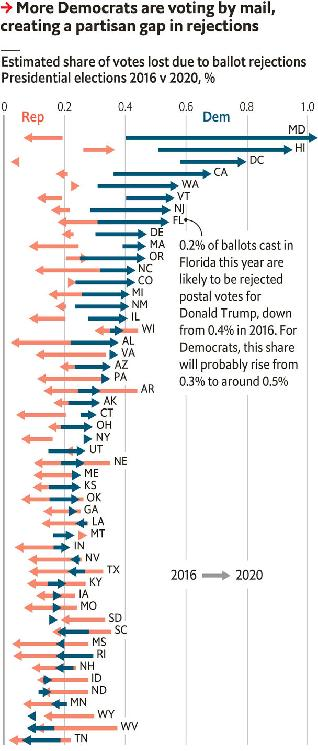 → More Democrats are voting by mail,
creating a partisan gap in rejections
Estimated share of votes lost due to ballot rejections
Presidential elections 2016 v 2020, %
0 0.2 0.4 0.6 0.8 1.0
Rep Dem
MD
HI
DC
CA
WA
VT
NJ
FL
DE
MA
OR
NC
CO
MI
NM
IL
WI
AL
VA
AZ
PA
AR
AK
CT
OH
NY
UT
NE
ME
KS
OK
GA
LA
MT
IN
NV
TX
KY
IA
MO
SD
SC
MS
RI
NH
ID
ND
MN
WY
WV
TN
0.2% of ballots cast in
Florida this year are
likely to be rejected
postal votes for
Donald Trump, down
from 0.4% in 2016. For
Democrats, this share
will probably rise from
0.3% to around 0.5%
2016 → 2020